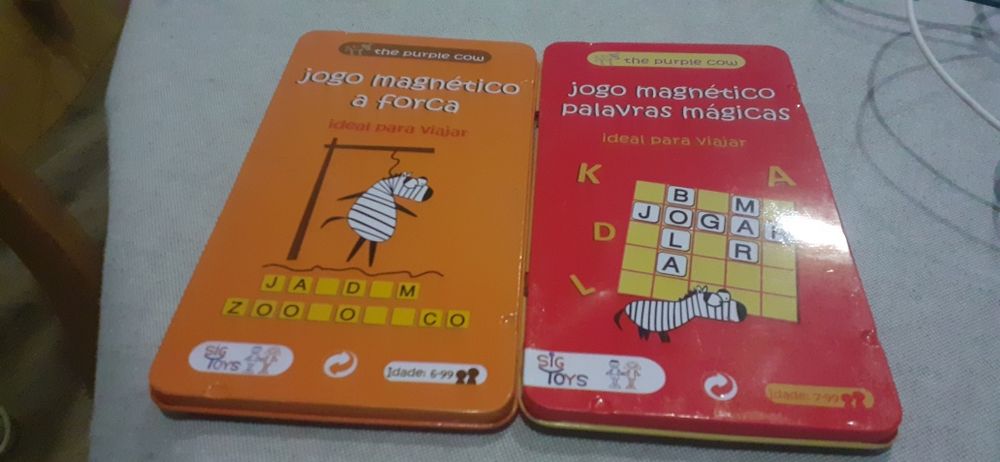 the purple cow
jogo magnético
a forca
ideal para viajar
JA D M
ZOO O CO
SIG
TOYS
Idade: 6-99
the purple cow
jogo magnético
palavras mágicas
ideal para viajar
K A
B M
JOGAR
D L A
A R
L
SIG
TOYS
Idade: 7-99